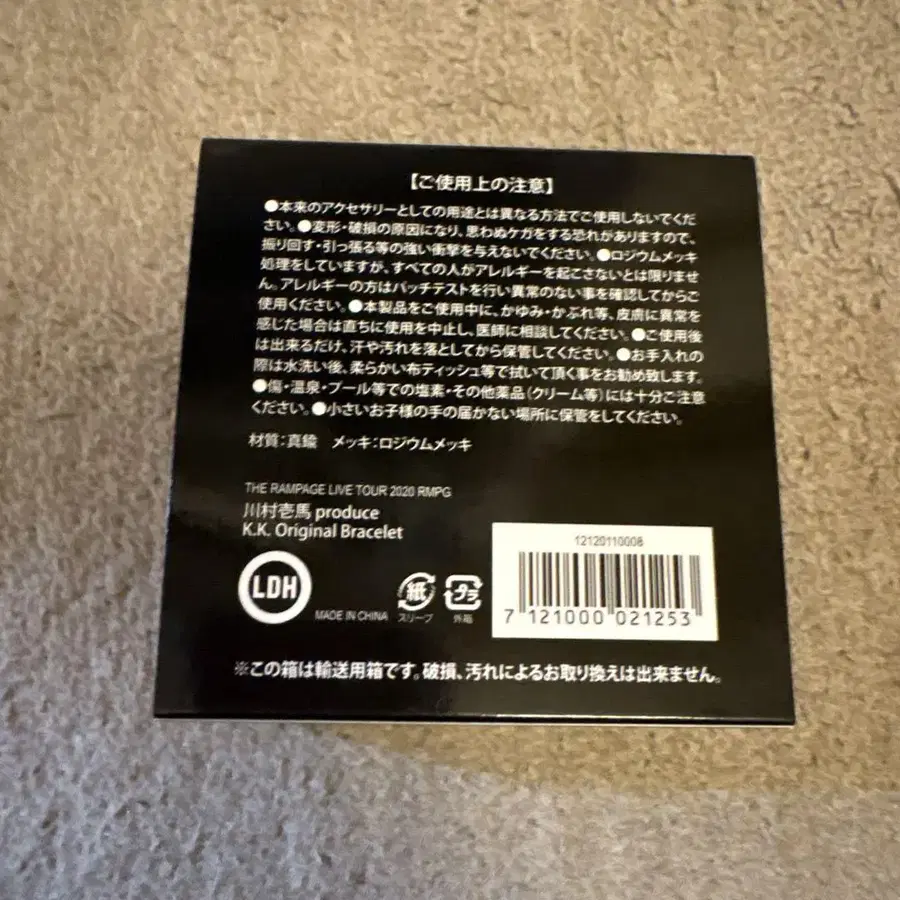 【ご使用上の注意】
●本来のアクセサリーとしての用途とは異なる方法でご使用しないでくだ
さい。●変形・破損の原因になり、思わぬケガをする恐れがありますので、
振り回す・引っ張る等の強い衝撃を与えないでください。●ロジウムメッキ
処理をしていますが、すべての人がアレルギーを起こさないとは限りませ
ん。アレルギーの方はパッチテストを行い異常のない事を確認してからご
使用ください。●本製品をご使用中に、かゆみ・かぶれ等、皮膚に異常を
感じた場合は直ちに使用を中止し、医師に相談してください。●ご使用後
は出来るだけ、汗や汚れを落としてから保管してください。●お手入れの
際は水洗い後、柔らかい布ティッシュ等で拭いて頂く事をお勧め致します。
●傷・温泉・プール等での塩素・その他薬品（クリーム等）には十分ご注意
ください。●小さいお子様の手の届かない場所に保管をしてください。
材質：真鍮　メッキ：ロジウムメッキ
THE RAMPAGE LIVE TOUR 2020 RMPG
川村壱馬 produce
K.K. Original Bracelet
LDH
MADE IN CHINA
紙
スリーブ
プラ
外箱
12120110008
7 121000 021253
※この箱は輸送用箱です。破損、汚れによるお取り換えは出来ません。